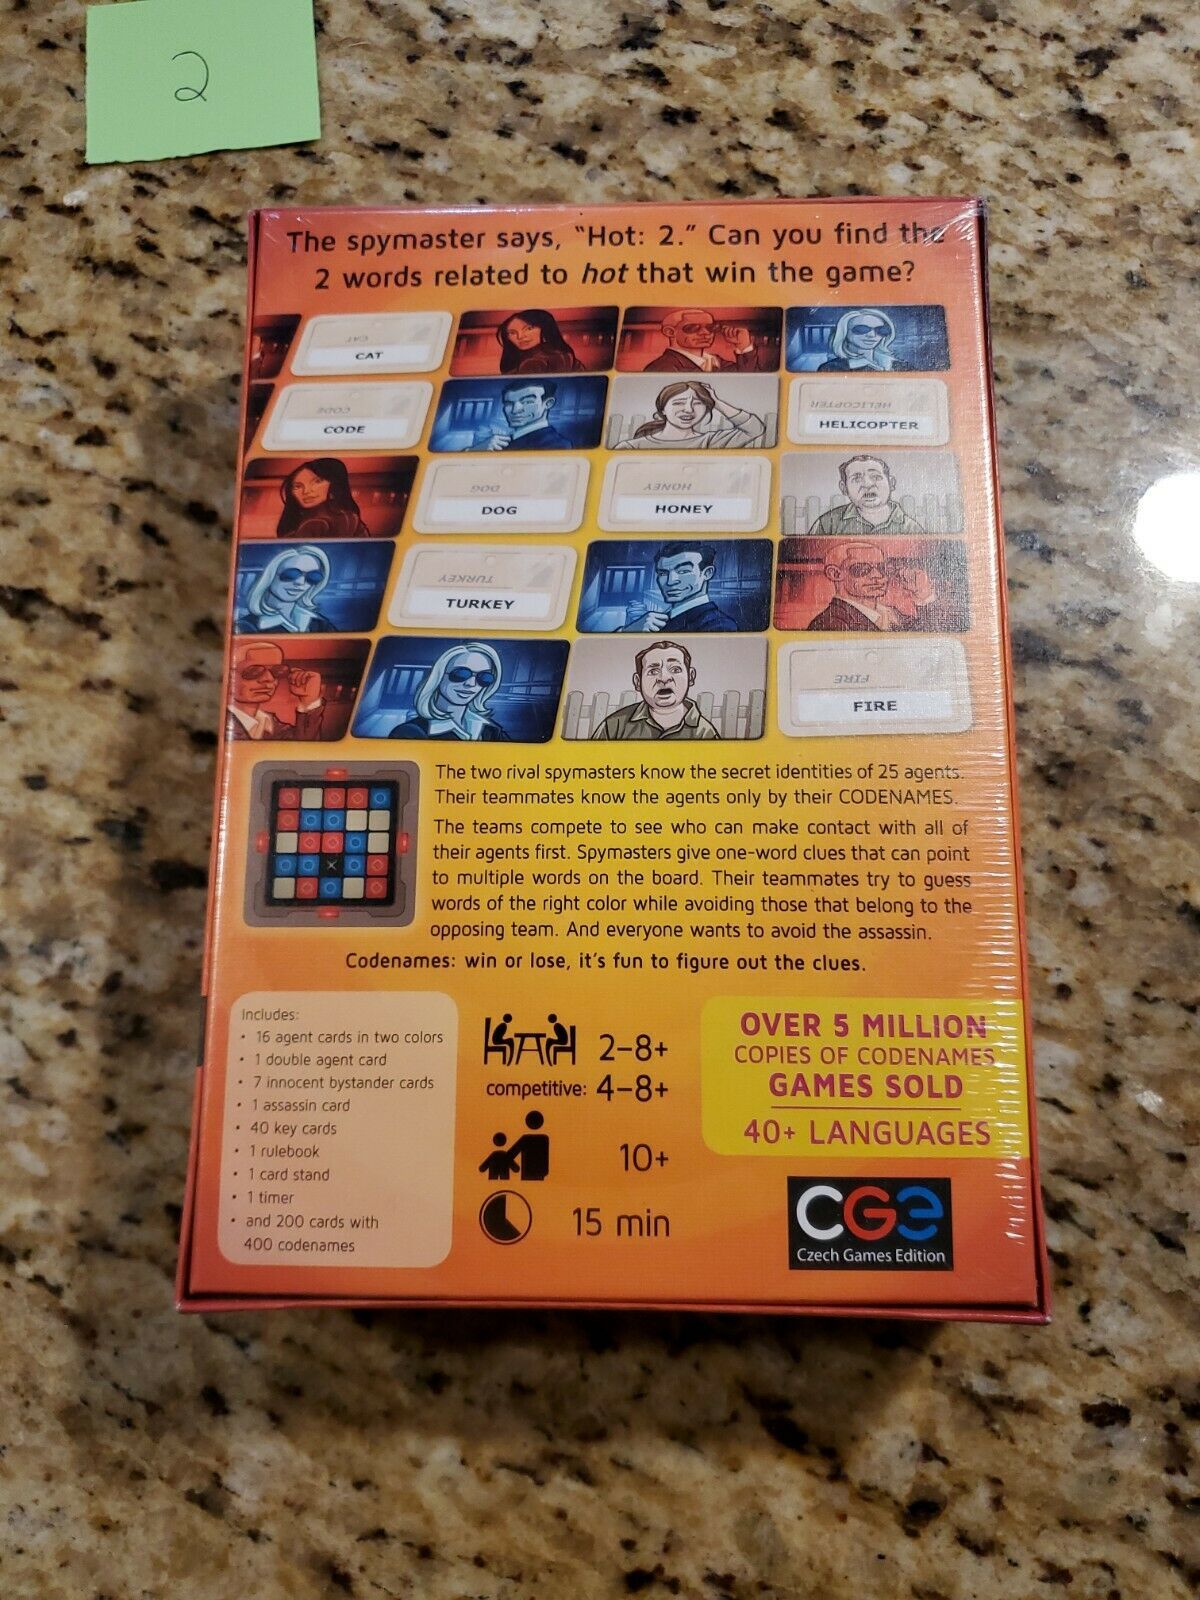 2
The spymaster says, “Hot: 2.” Can you find the
2 words related to hot that win the game?
CAT
CAT
CODE
CODE
HELICOPTER
HELICOPTER
DOG
DOG
HONEY
HONEY
TURKEY
TURKEY
FIRE
FIRE
The two rival spymasters know the secret identities of 25 agents.
Their teammates know the agents only by their CODENAMES.
The teams compete to see who can make contact with all of
their agents first. Spymasters give one-word clues that can point
to multiple words on the board. Their teammates try to guess
words of the right color while avoiding those that belong to the
opposing team. And everyone wants to avoid the assassin.
Codenames: win or lose, it’s fun to figure out the clues.
Includes:
• 16 agent cards in two colors
• 1 double agent card
• 7 innocent bystander cards
• 1 assassin card
• 40 key cards
• 1 rulebook
• 1 card stand
• 1 timer
• and 200 cards with
400 codenames
2–8+
competitive: 4–8+
10+
15 min
OVER 5 MILLION
COPIES OF CODENAMES
GAMES SOLD
40+ LANGUAGES
CGE
Czech Games Edition